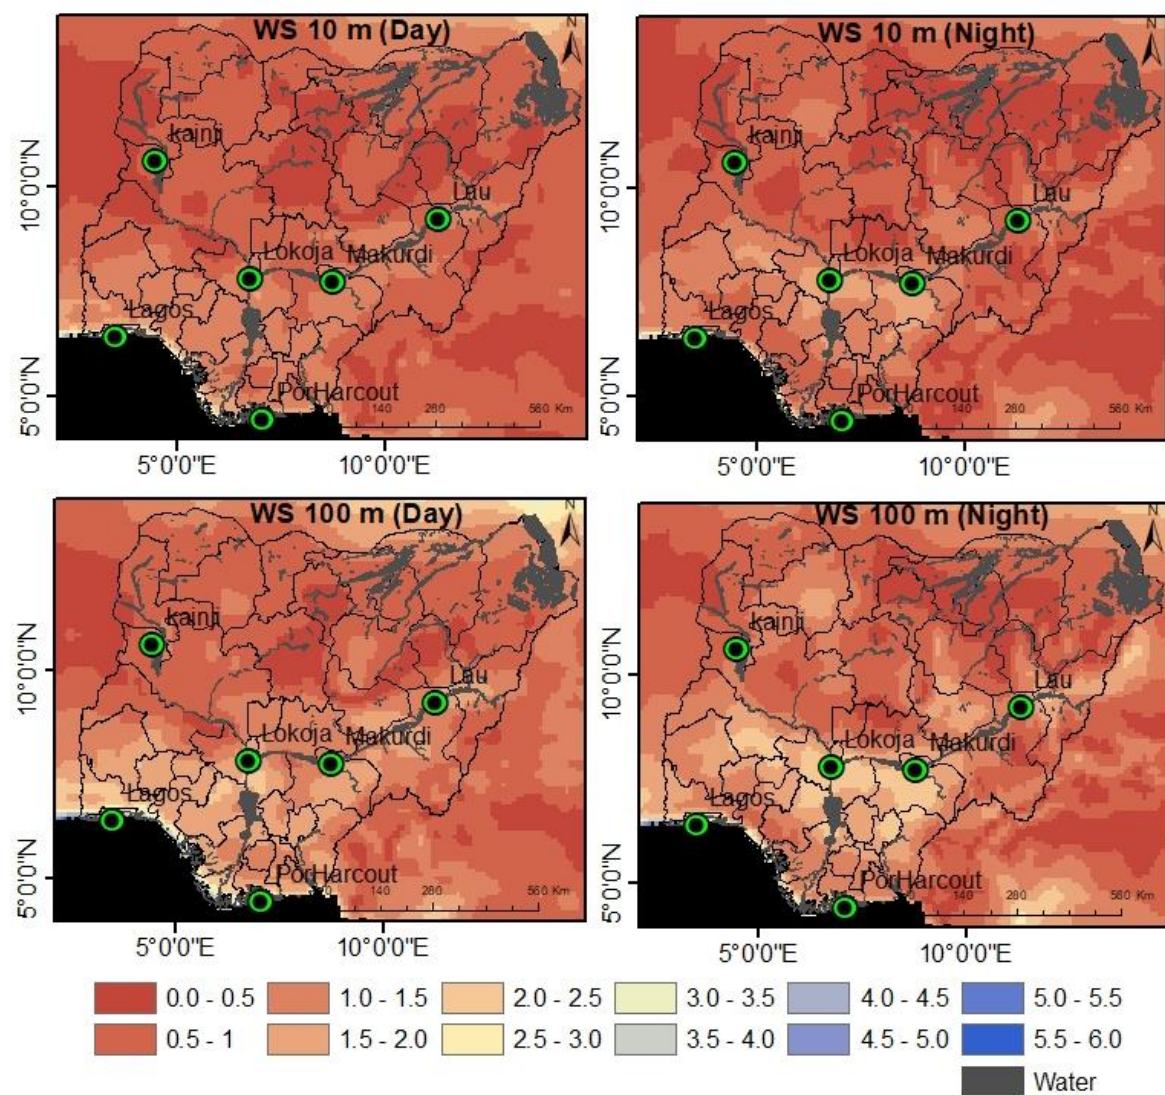 WS 10 m (Day)
N
kainji
Lau
Lokoja
Makurdi
Lagos
PorHarcout
140 280 560 Km
10°0'0"N
5°0'0"N
5°0'0"E 10°0'0"E
WS 10 m (Night)
N
kainji
Lau
Lokoja
Makurdi
Lagos
PorHarcout
140 280 560 Km
10°0'0"N
5°0'0"N
5°0'0"E 10°0'0"E
WS 100 m (Day)
N
kainji
Lau
Lokoja
Makurdi
Lagos
PorHarcout
140 280 560 Km
10°0'0"N
5°0'0"N
5°0'0"E 10°0'0"E
WS 100 m (Night)
N
kainji
Lau
Lokoja
Makurdi
Lagos
PorHarcout
140 280 560 Km
10°0'0"N
5°0'0"N
5°0'0"E 10°0'0"E
0.0 - 0.5 1.0 - 1.5 2.0 - 2.5 3.0 - 3.5 4.0 - 4.5 5.0 - 5.5
0.5 - 1 1.5 - 2.0 2.5 - 3.0 3.5 - 4.0 4.5 - 5.0 5.5 - 6.0
Water